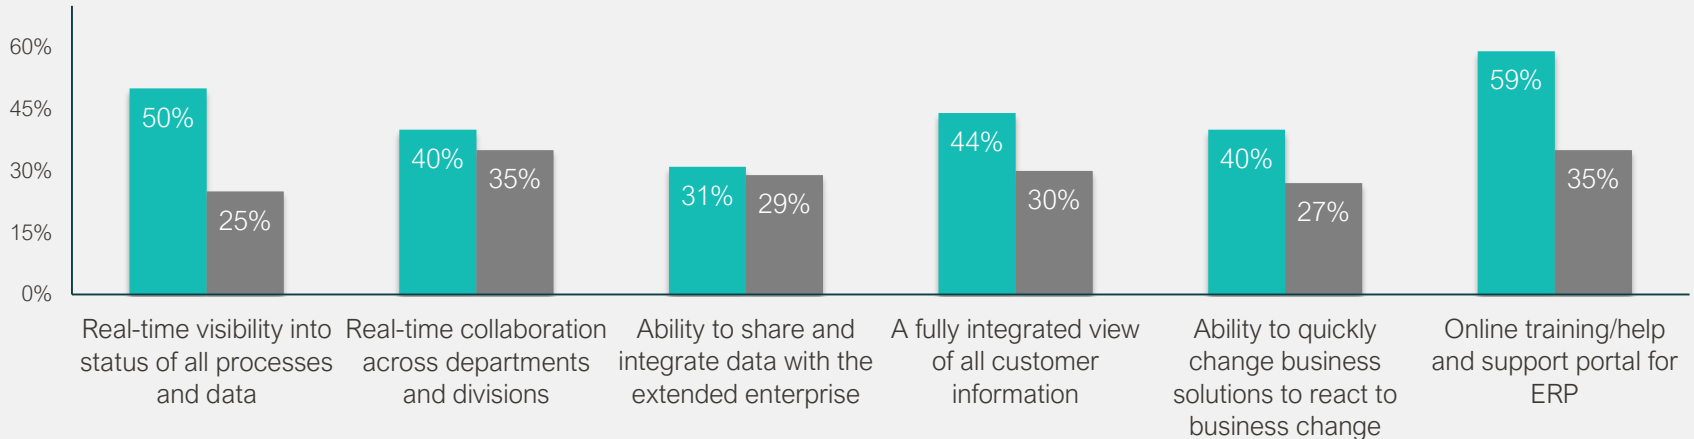 60%
45%
30%
15%
0%
50%
25%
40%
35%
31%
29%
44%
30%
40%
27%
59%
35%
Real-time visibility into
status of all processes
and data
Real-time collaboration
across departments
and divisions
Ability to share and
integrate data with the
extended enterprise
A fully integrated view
of all customer
information
Ability to quickly
change business
solutions to react to
business change
Online training/help
and support portal for
ERP